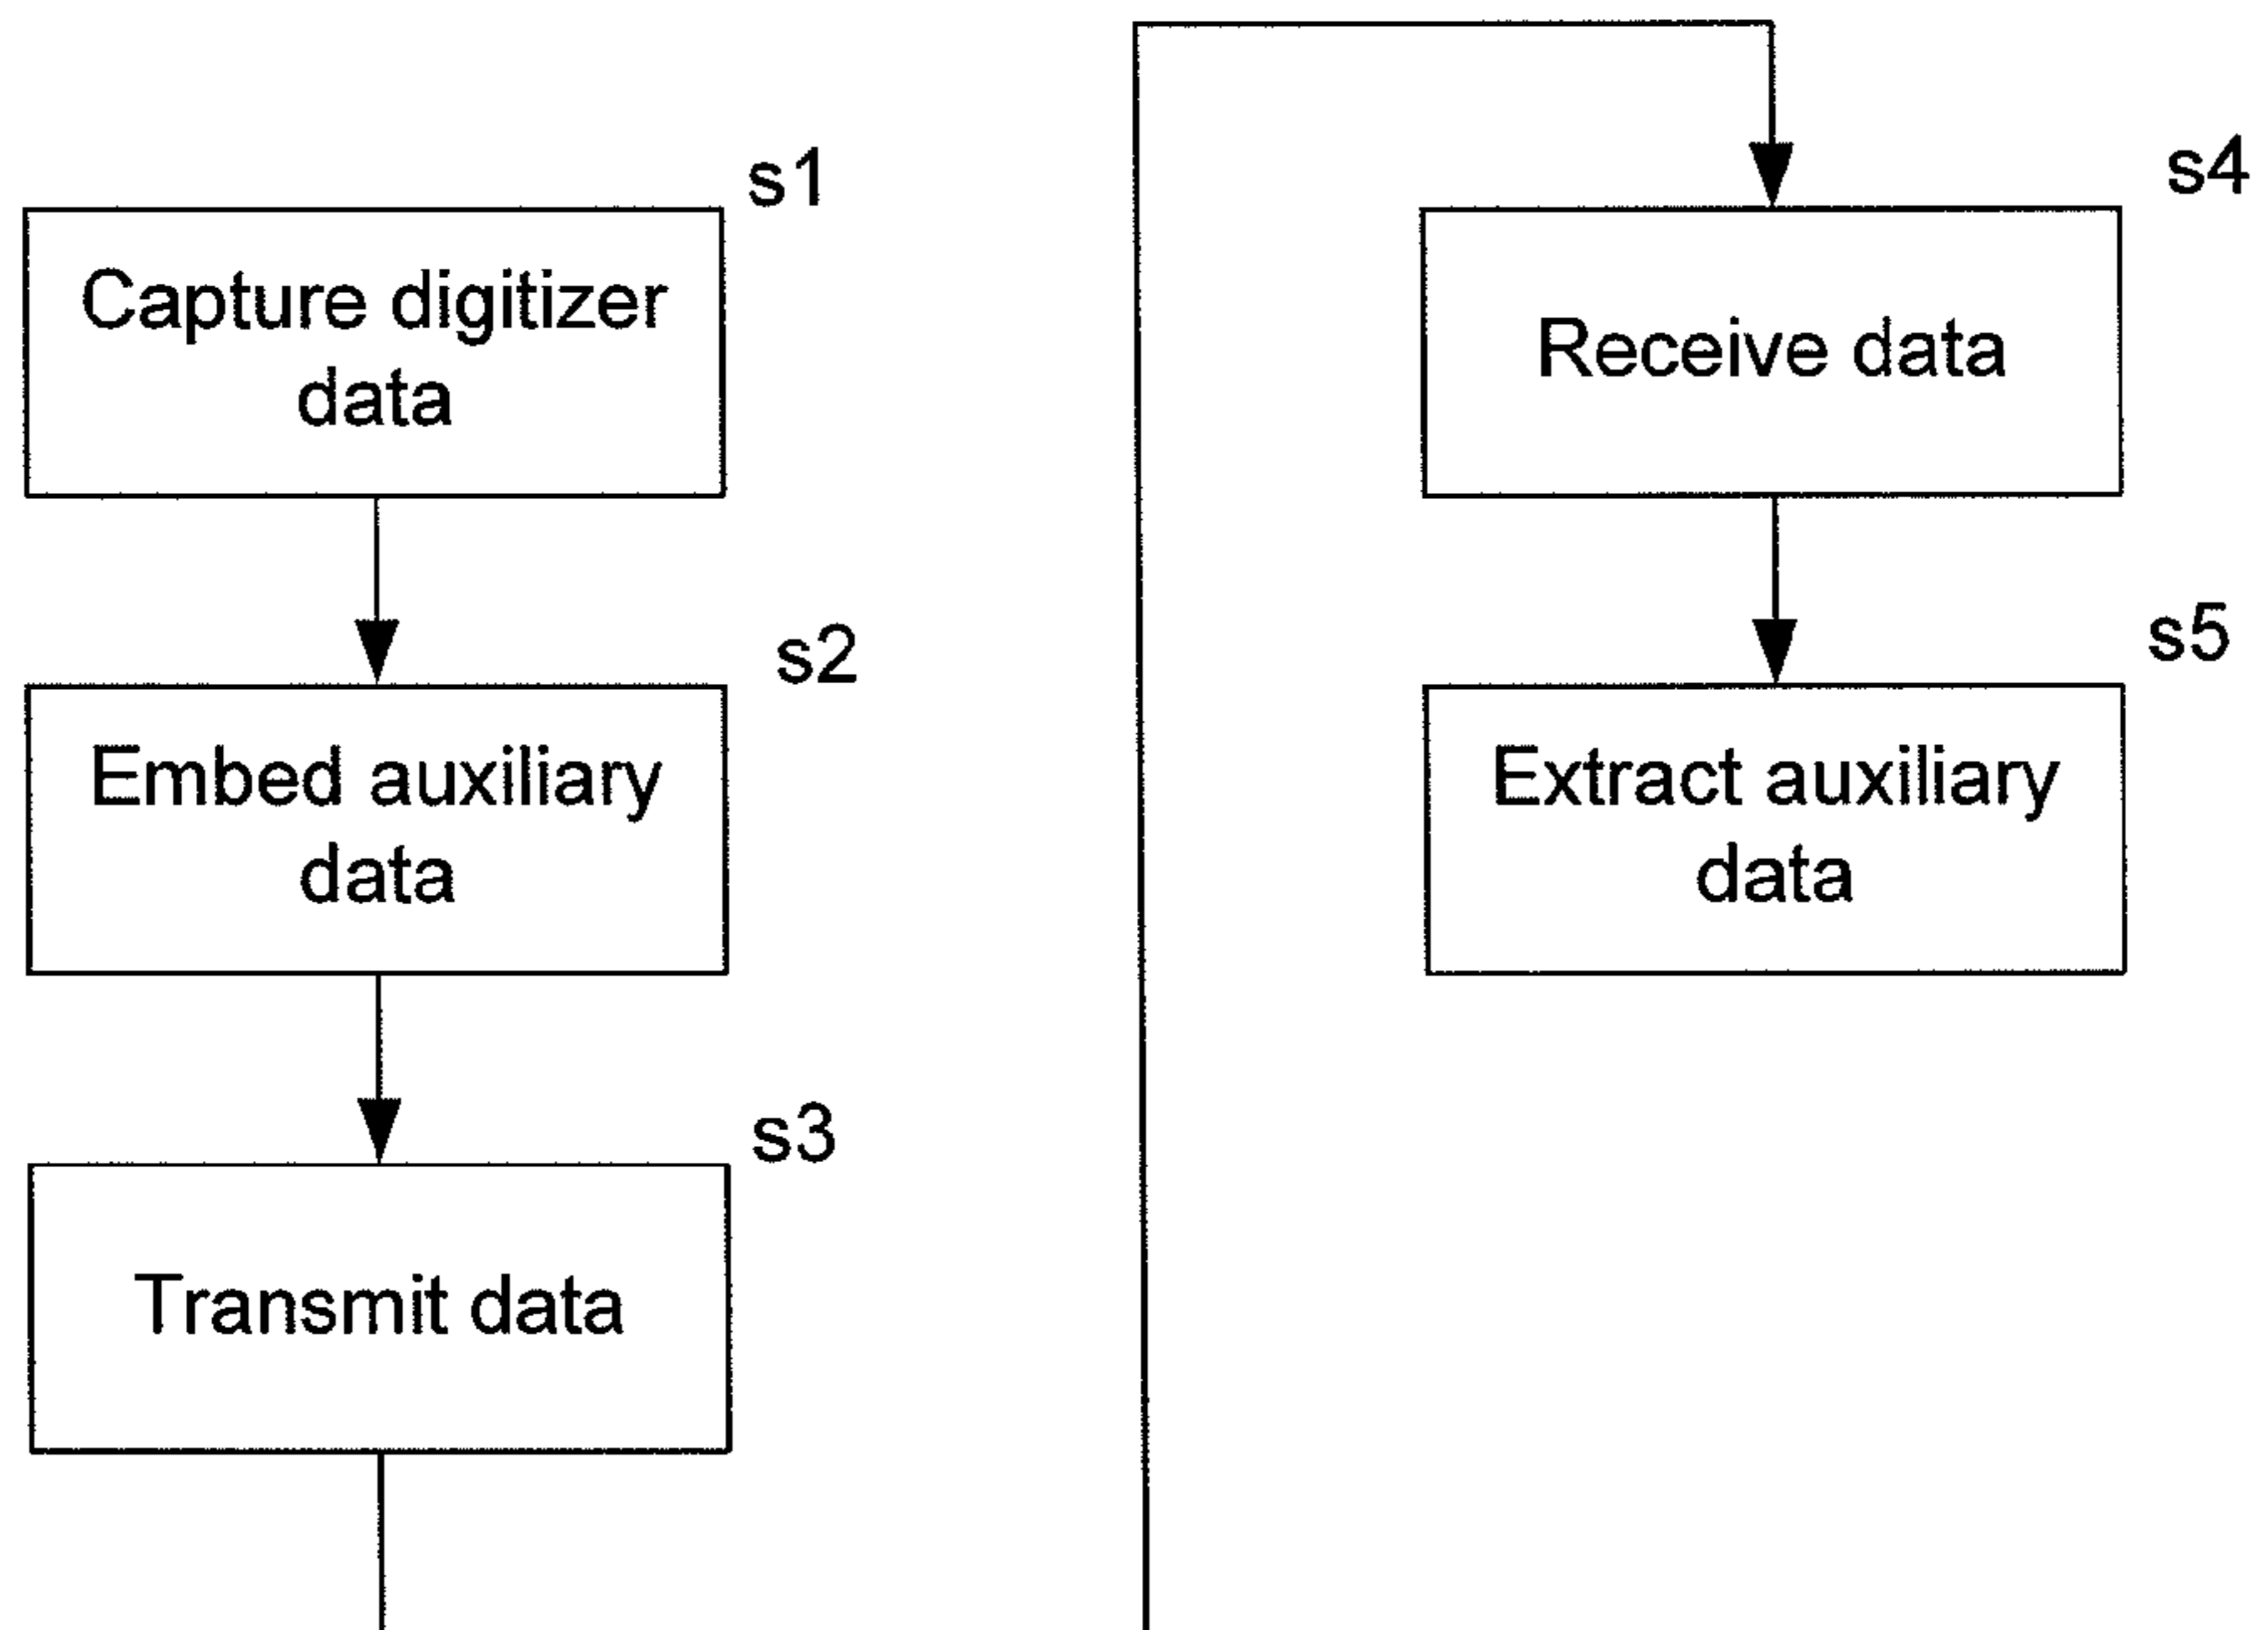 s1
Capture digitizer
data
s2
Embed auxiliary
data
s3
Transmit data
s4
Receive data
s5
Extract auxiliary
data